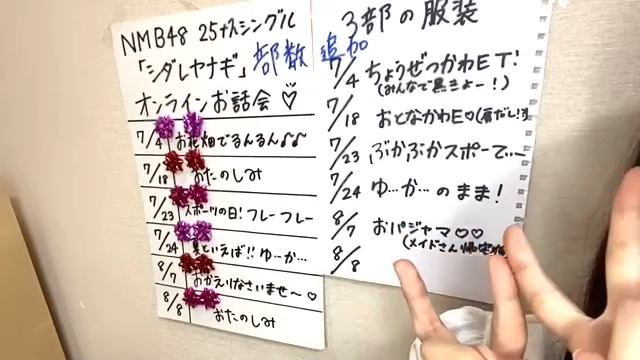 NMB48 25thシングル
「シダレヤナギ」部数 追加
オンラインお話会♡
7/4 お花畑でるんるん♪♪
7/18 おたのしみ
7/23 スポーツの日!フレーフレー
7/24 といえば!!ゆ…か…
8/7 おかえりなさいませ〜♡
8/8 おたのしみ
3部の服装
7/4 ちょうぜつかわET!
(みんなで黒きよー!)
7/18 おとなかわE♡(肩だし!)
7/23 ぶかぶかスポーて…
7/24 ゆ…か…のまま!
8/7 おパジャマ♡♡
(メイドさん
8/8